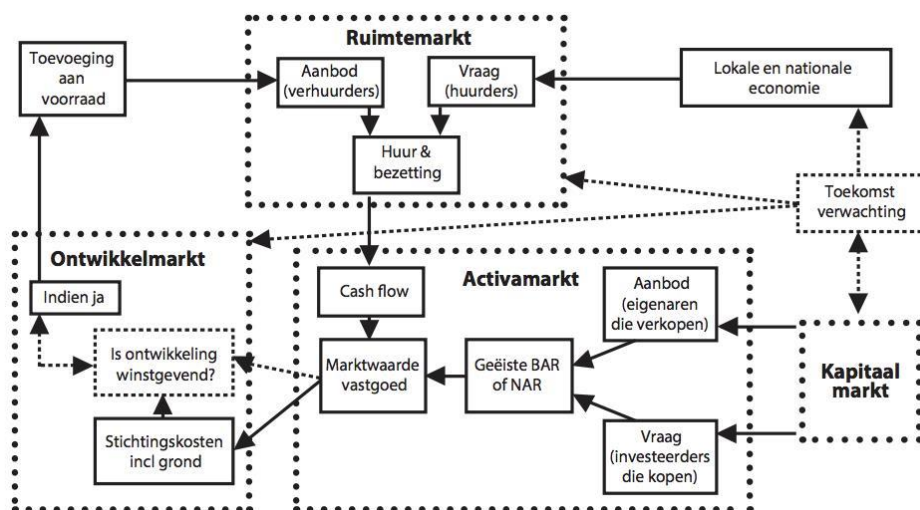 Ruimtemarkt
Toevoeging
aan
voorraad
Aanbod
(verhuurders)
Vraag
(huurders)
Lokale en nationale
economie
Huur &
bezetting
Toekomst
verwachting
Ontwikkelmarkt
Activamarkt
Indien ja
Cash flow
Aanbod
(eigenaren
die verkopen)
Is ontwikkeling
winstgevend?
Marktwaarde
vastgoed
Geëiste BAR
of NAR
Kapitaal
markt
Stichtingskosten
incl grond
Vraag
(investeerders
die kopen)